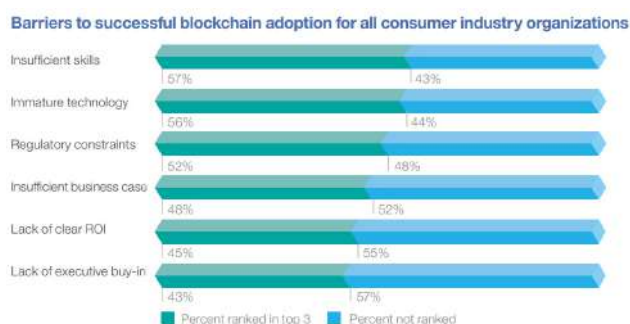 Barriers to successful blockchain adoption for all consumer industry organizations
Insufficient skills
57% 43%
Immature technology
56% 44%
Regulatory constraints
52% 48%
Insufficient business case
48% 52%
Lack of clear ROI
45% 55%
Lack of executive buy-in
43% 57%
Percent ranked in top 3 Percent not ranked